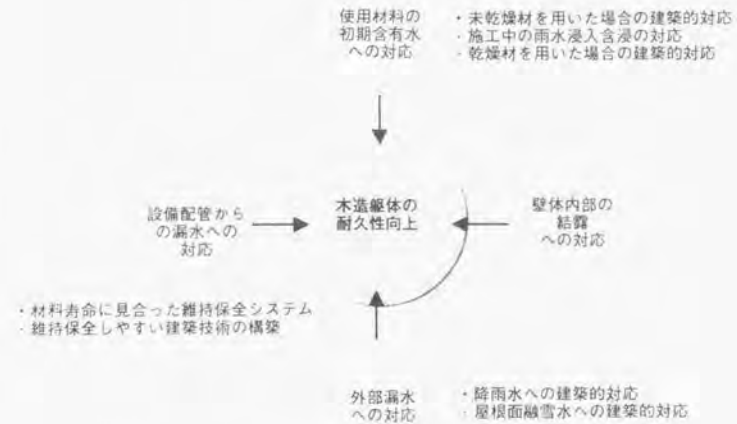 使用材料の
初期含有水
への対応
・未乾燥材を用いた場合の建築的対応
・施工中の雨水浸入含浸の対応
・乾燥材を用いた場合の建築的対応
設備配管から
の漏水への
対応
木造躯体の
耐久性向上
壁体内部の
結露
への対応
・材料寿命に見合った維持保全システム
・維持保全しやすい建築技術の構築
外部漏水
への対応
・降雨水への建築的対応
・屋根面融雪水への建築的対応